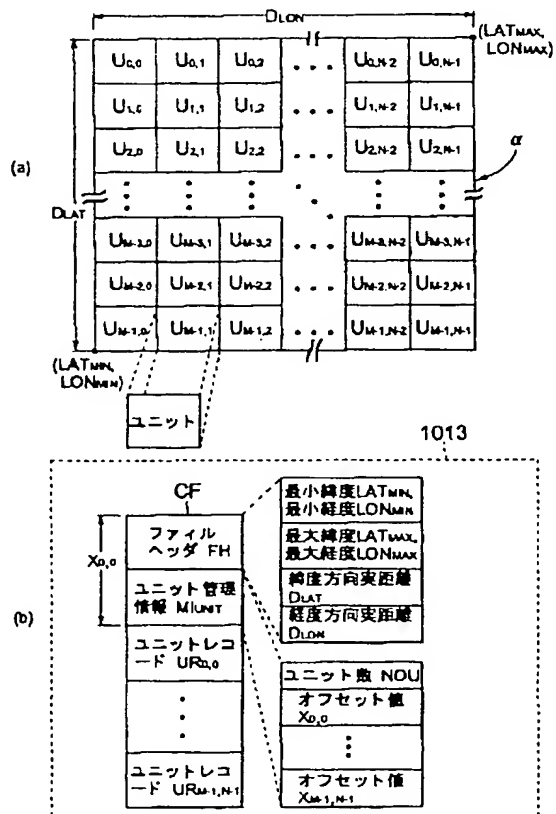 DLON
(LATMAX,
LONMAX)
U0,0 U0,1 U0,2 ... U0,N-2 U0,N-1
U1,0 U1,1 U1,2 U1,N-2 U1,N-1
U2,0 U2,1 U2,2 ... U2,N-2 U2,N-1
α
(a)
DLAT
UM-3,0 UM-3,1 UM-3,2 UM-3,N-2 UM-3,N-1
UM-2,0 UM-2,1 UM-2,2 ... UM-2,N-2 UM-2,N-1
UM-1,0 UM-1,1 UM-1,2 ... UM-1,N-2 UM-1,N-1
(LATMIN,
LONMIN)
ユニット
1013
(b)
CF
X0,0
ファイル
ヘッダ FH
ユニット管理
情報 MIUNIT
ユニットレコ
ード UR0,0
ユニットレコ
ード URM-1,N-1
最小緯度LATMIN,
最小経度LONMIN
最大緯度LATMAX,
最大経度LONMAX
緯度方向実距離
DLAT
経度方向実距離
DLON
ユニット数 NOU
オフセット値
X0,0
オフセット値
XM-1,N-1